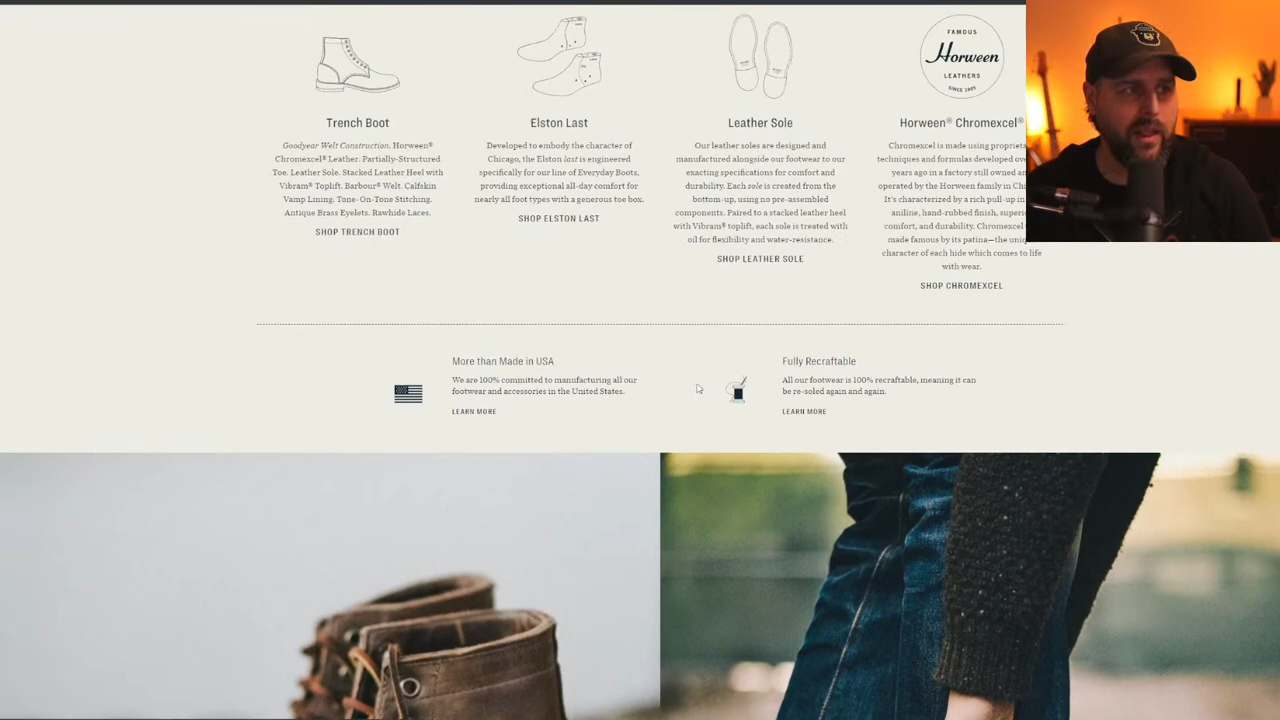 FAMOUS
Horween
LEATHERS
SINCE 1905
Trench Boot
Goodyear Welt Construction. Horween®
Chromexcel® Leather. Partially-Structured
Toe. Leather Sole. Stacked Leather Heel with
Vibram® Toplift. Barbour® Welt. Calfskin
Vamp Lining. Tone-On-Tone Stitching.
Antique Brass Eyelets. Rawhide Laces.
SHOP TRENCH BOOT
Elston Last
Developed to embody the character of
Chicago, the Elston last is engineered
specifically for our line of Everyday Boots,
providing exceptional all-day comfort for
nearly all foot types with a generous toe box.
SHOP ELSTON LAST
Leather Sole
Our leather soles are designed and
manufactured alongside our footwear to our
exacting specifications for comfort and
durability. Each sole is created from the
bottom-up, using no pre-assembled
components. Paired to a stacked leather heel
with Vibram® toplift, each sole is treated with
oil for flexibility and water-resistance.
SHOP LEATHER SOLE
Horween® Chromexcel®
Chromexcel is made using
techniques and formulas developed
years ago in a factory still owned
operated by the Horween family in
It's characterized by a rich pull-up in
aniline, hand-rubbed finish,
comfort, and durability. Chromexcel
made famous by its patina—the
character of each hide which comes to life
with wear.
SHOP CHROMEXCEL
More than Made in USA
We are 100% committed to manufacturing all our
footwear and accessories in the United States.
LEARN MORE
Fully Recraftable
All our footwear is 100% recraftable, meaning it can
be re-soled again and again.
LEARN MORE